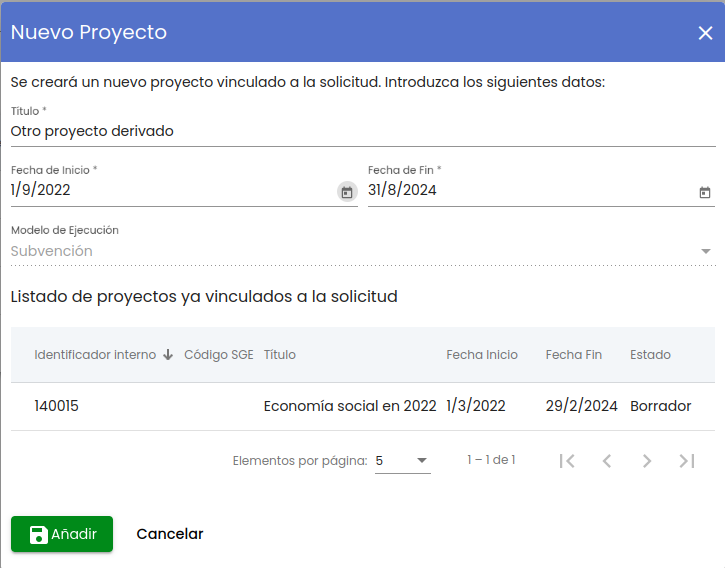 Nuevo Proyecto
Se creará un nuevo proyecto vinculado a la solicitud. Introduzca los siguientes datos:
Título *
Otro proyecto derivado
Fecha de Inicio * Fecha de Fin *
1/9/2022 31/8/2024
Modelo de Ejecución
Subvención
Listado de proyectos ya vinculados a la solicitud
Identificador interno Código SGE Título Fecha Inicio Fecha Fin Estado
140015 Economía social en 2022 1/3/2022 29/2/2024 Borrador
Elementos por página: 5 1 – 1 de 1
Añadir Cancelar